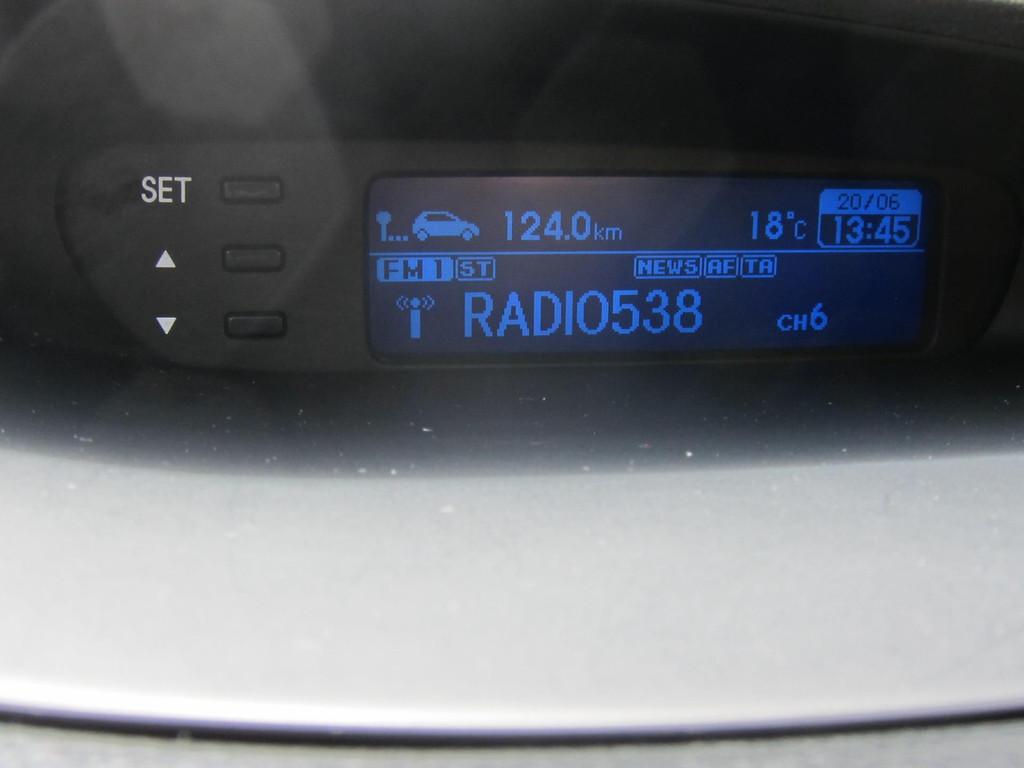 SET
124.0km 18°C 20/06
13:45
FM 1 ST NEWS AF TA
RADIO538 CH6